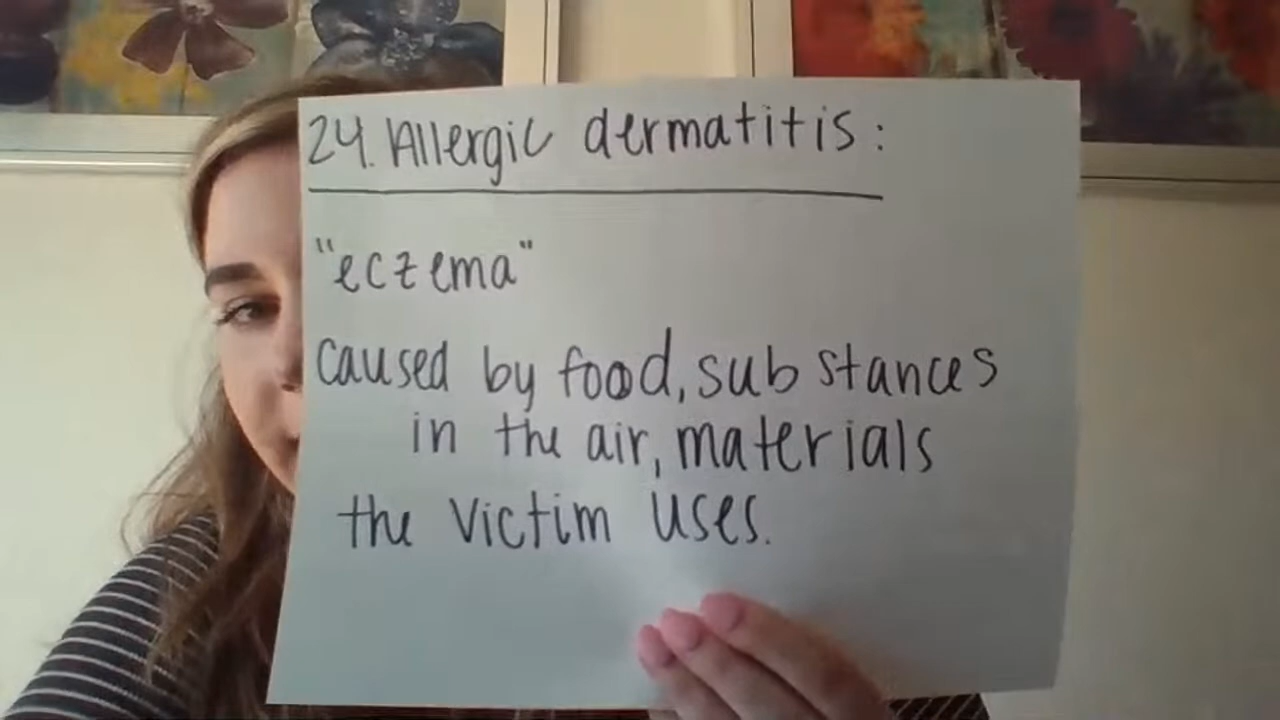 24. Allergic dermatitis:
"eczema"
caused by food, substances
in the air, materials
the victim uses.